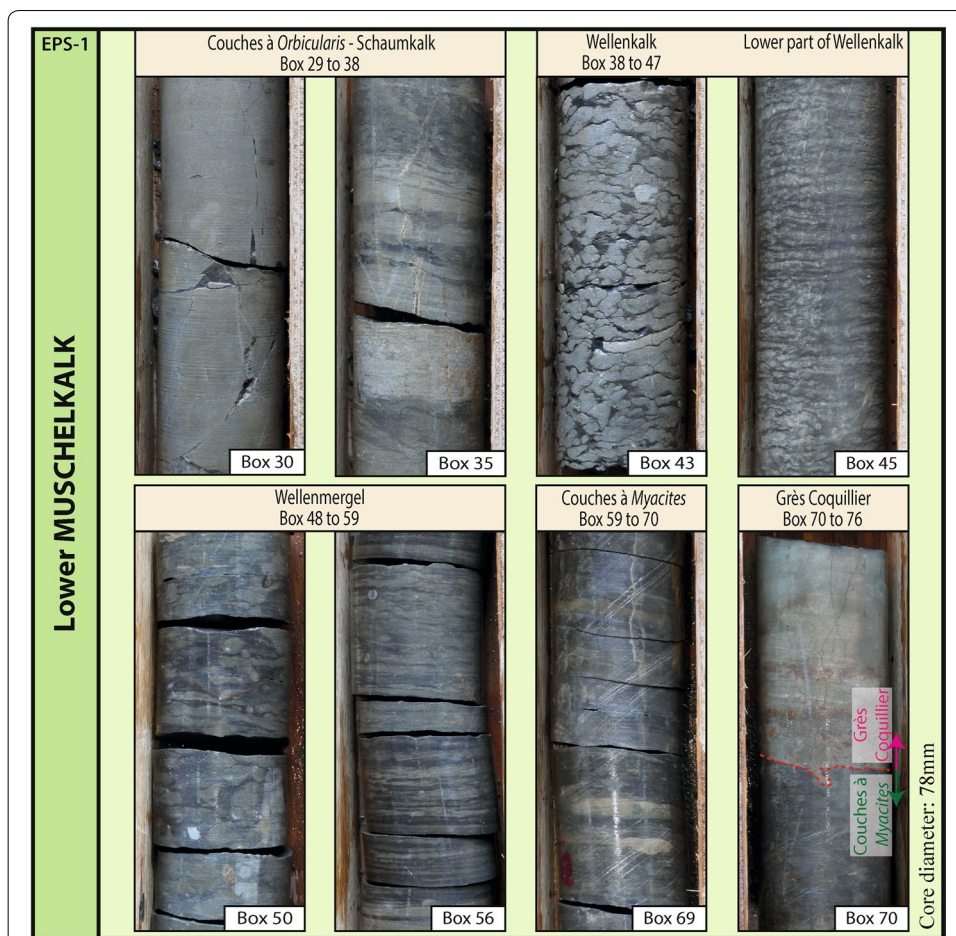 EPS-1
Lower MUSCHELKALK
Couches à Orbicularis - Schaumkalk
Box 29 to 38
Box 30
Box 35
Wellenkalk
Box 38 to 47
Box 43
Lower part of Wellenkalk
Box 45
Wellenmergel
Box 48 to 59
Box 50
Box 56
Couches à Myacites
Box 59 to 70
Box 69
Grès Coquillier
Box 70 to 76
Grès
Coquillier
Couches à
Myacites
Box 70
Core diameter: 78mm